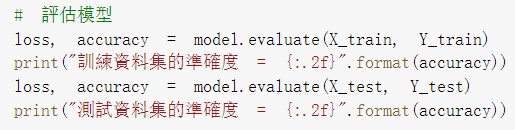 # 評估模型
loss, accuracy = model.evaluate(X_train, Y_train)
print("訓練資料集的準確度 = {:.2f}".format(accuracy))
loss, accuracy = model.evaluate(X_test, Y_test)
print("測試資料集的準確度 = {:.2f}".format(accuracy))